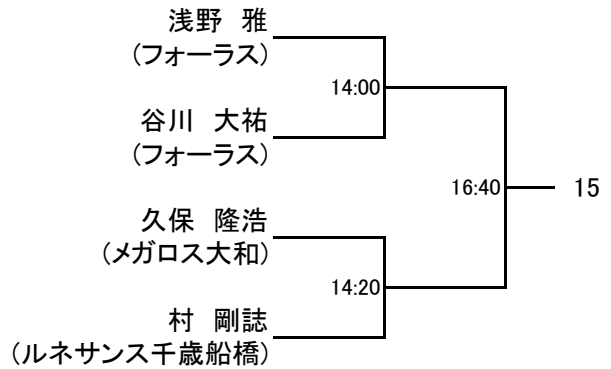 浅野　雅
(フォーラス)
14:00
谷川　大祐
(フォーラス)
16:40
15
久保　隆浩
(メガロス大和)
14:20
村　剛誌
(ルネサンス千歳船橋)